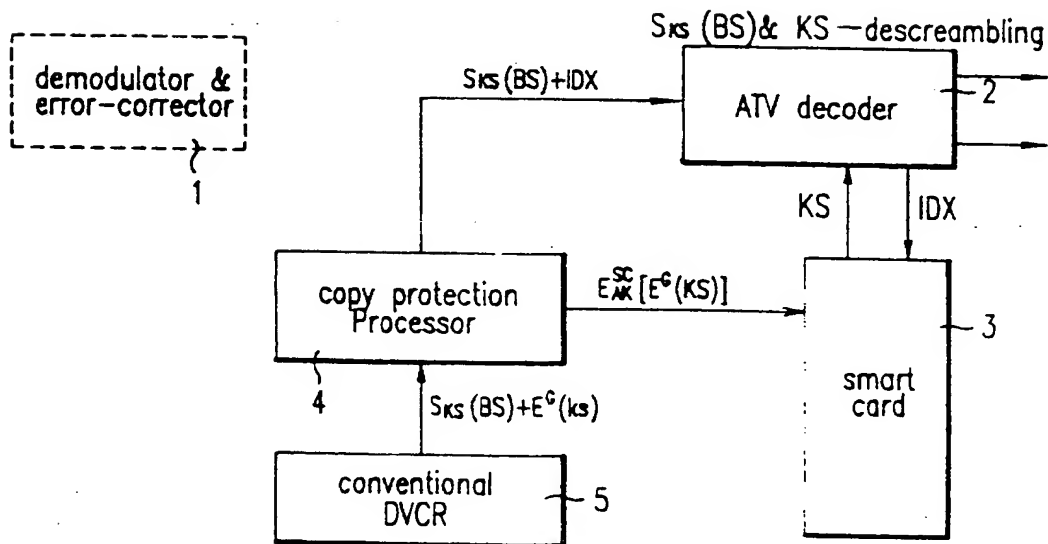 S_KS (BS) & KS — descreambling
demodulator &
error-corrector
1
S_KS (BS) + IDX
ATV decoder
2
KS
IDX
copy protection
Processor
4
E_AK^SC [E^G (KS)]
smart
card
3
S_KS (BS) + E^G (ks)
conventional
DVCR
5